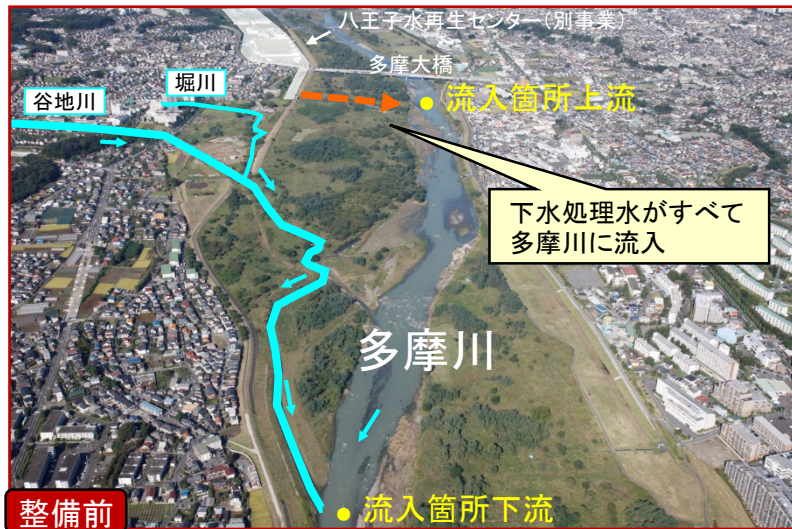 八王子水再生センター(別事業)
多摩大橋
堀川
谷地川
流入箇所上流
下水処理水がすべて
多摩川に流入
多摩川
流入箇所下流
整備前